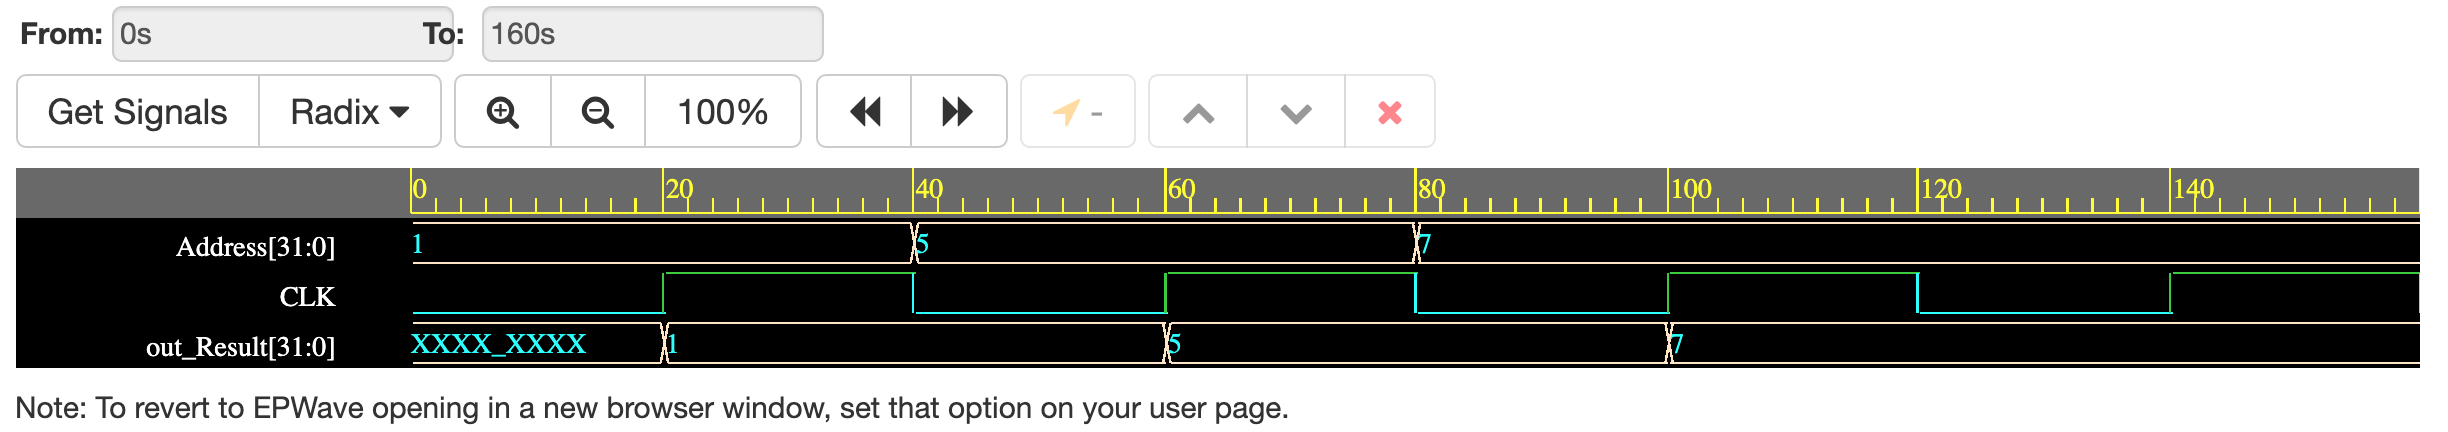 From: 0s To: 160s
Get Signals Radix 100% -
0 20 40 60 80 100 120 140
Address[31:0] 1 5 7
CLK
out_Result[31:0] XXXX_XXXX 1 5 7
Note: To revert to EPWave opening in a new browser window, set that option on your user page.